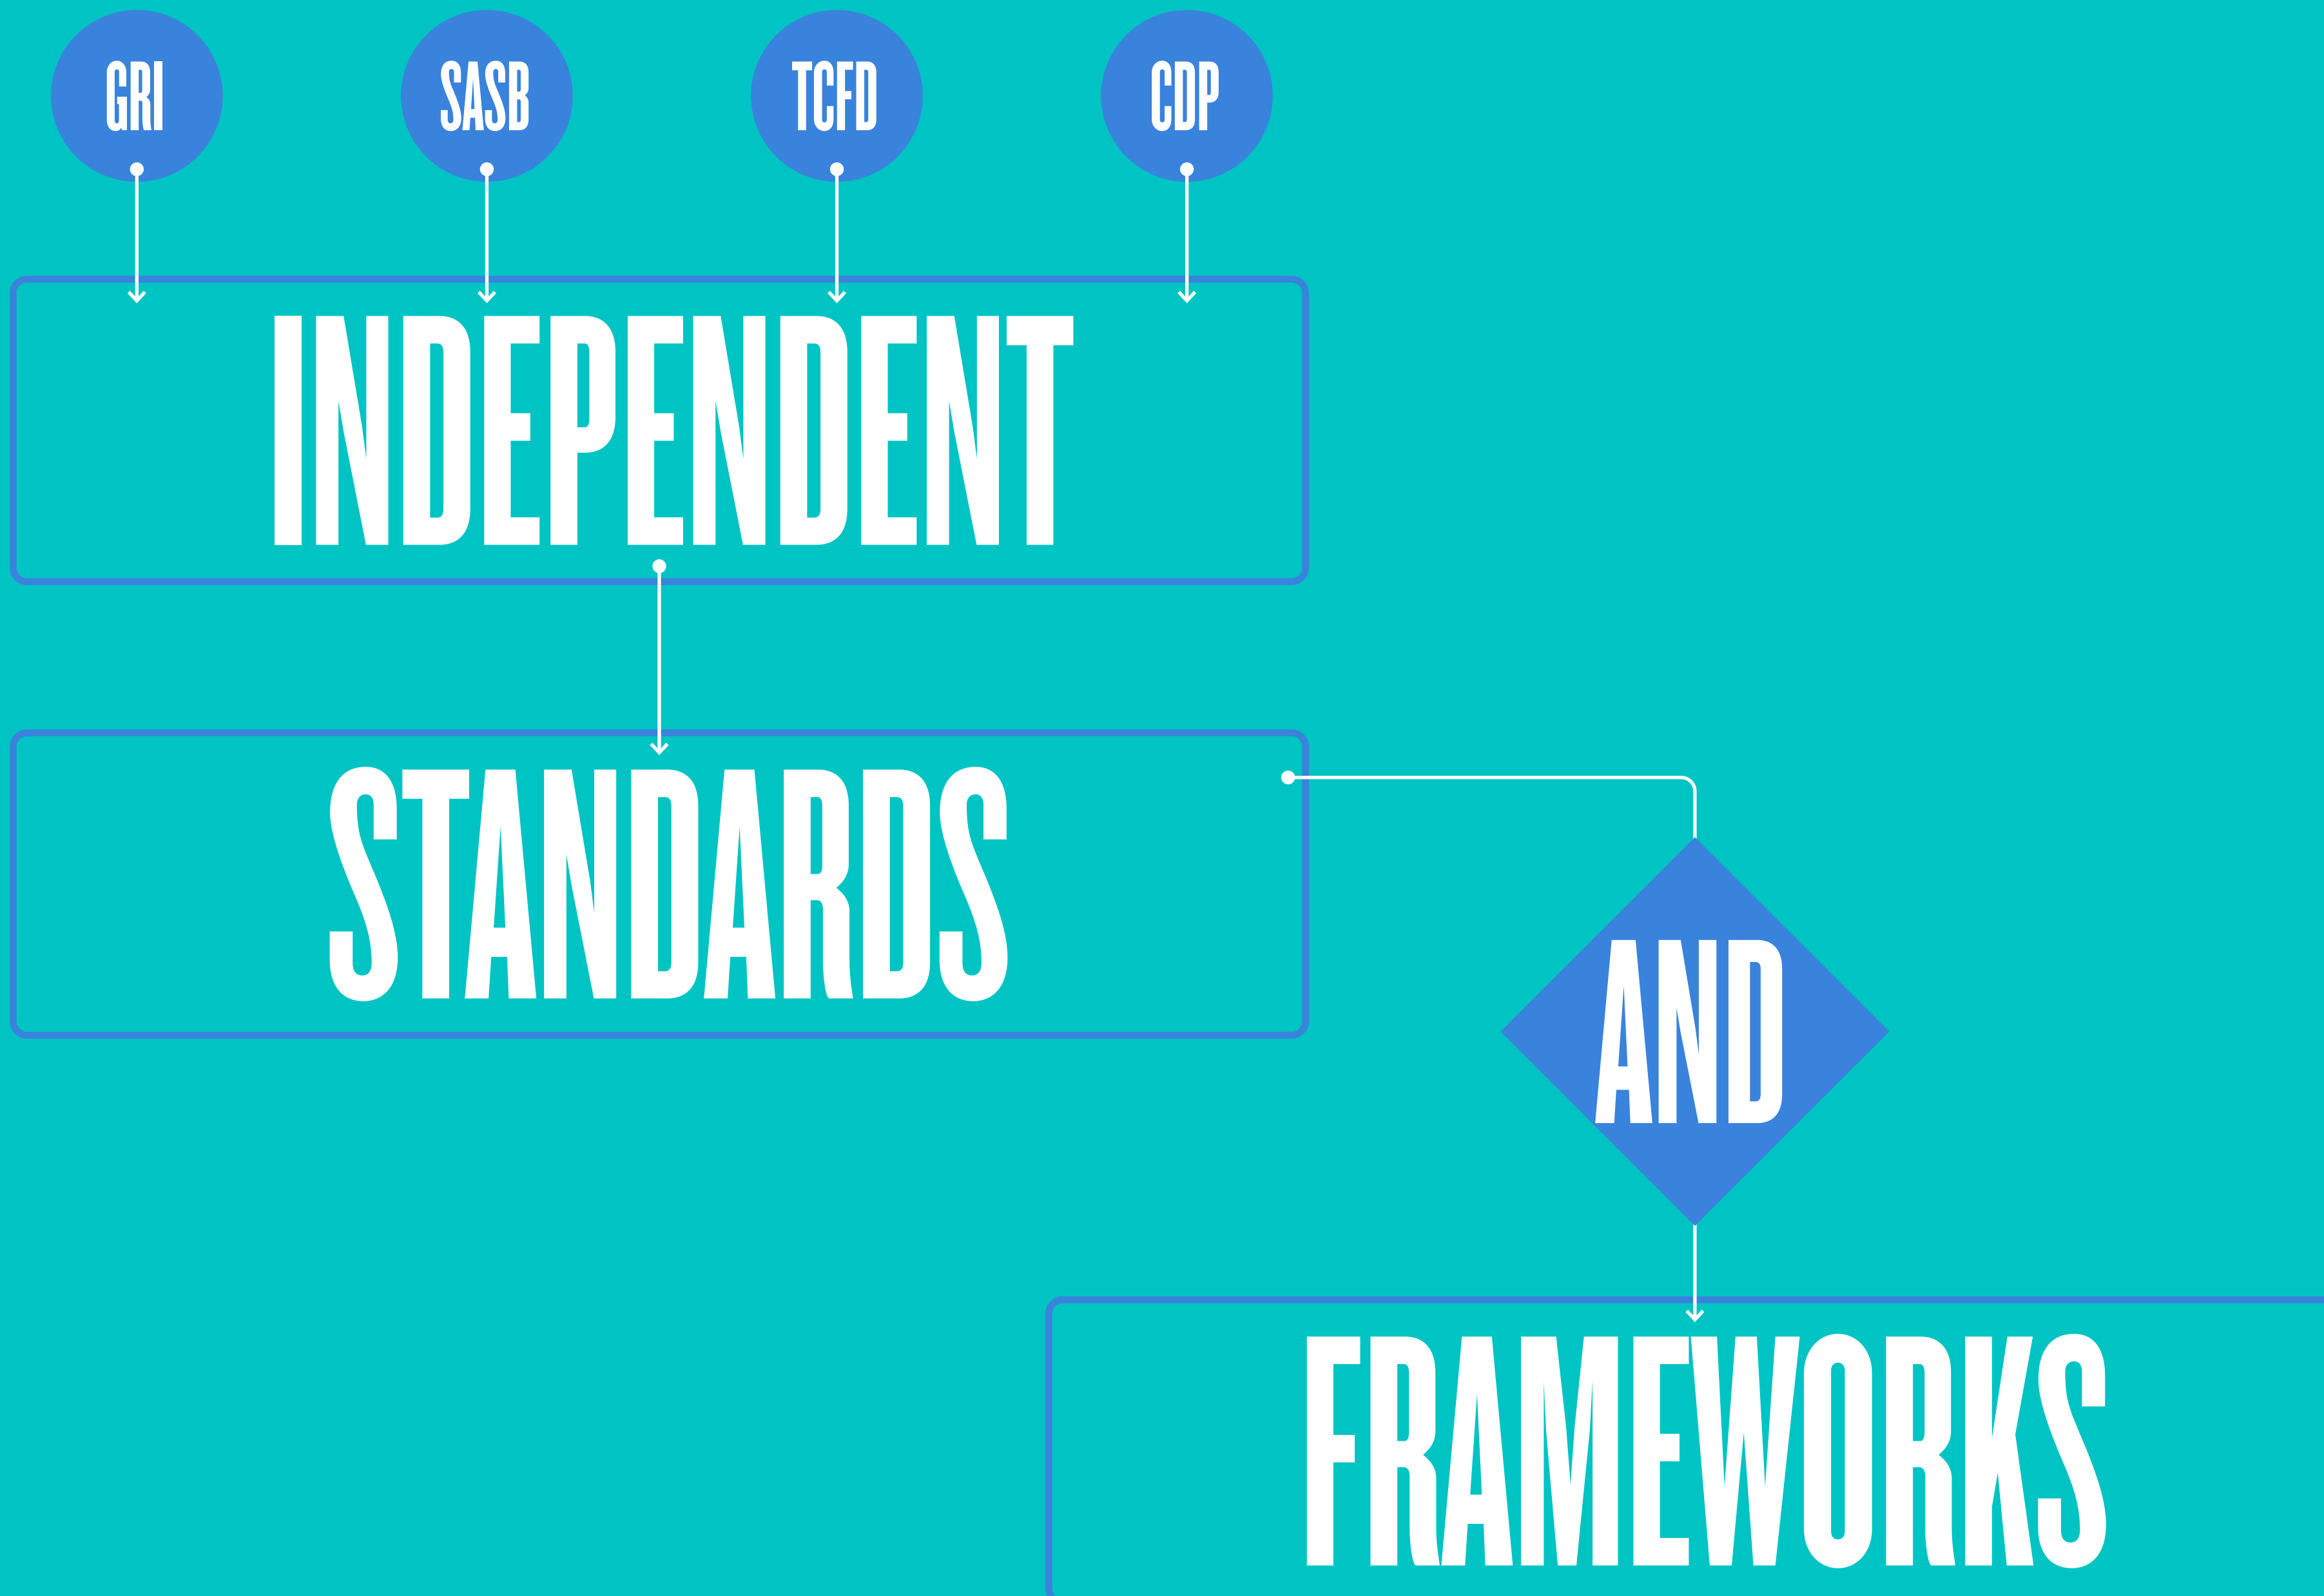 GRI SASB TCFD CDP
INDEPENDENT
STANDARDS
AND
FRAMEWORKS